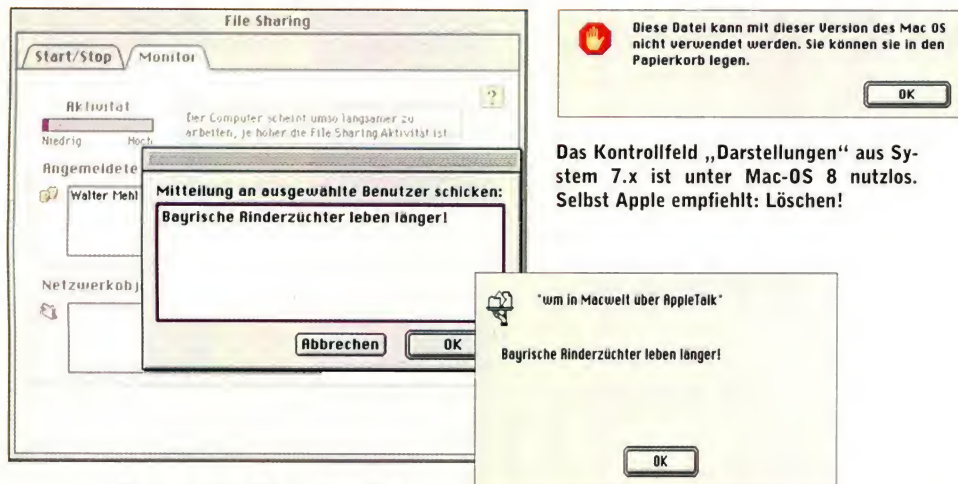 File Sharing
Start/Stop
Monitor
Aktivität
Niedrig
Hoch
Der Computer scheint umso langsamer zu
arbeiten, je höher die File Sharing Aktivität ist
?
Angemeldete
Walter Mehl
Netzwerkobj
Mitteilung an ausgewählte Benutzer schicken:
Bayrische Rinderzüchter leben länger!
Abbrechen
OK
Diese Datei kann mit dieser Version des Mac OS
nicht verwendet werden. Sie können sie in den
Papierkorb legen.
OK
Das Kontrollfeld „Darstellungen“ aus Sy-
stem 7.x ist unter Mac-OS 8 nutzlos.
Selbst Apple empfiehlt: Löschen!
"wm in Macwelt über AppleTalk"
Bayrische Rinderzüchter leben länger!
OK